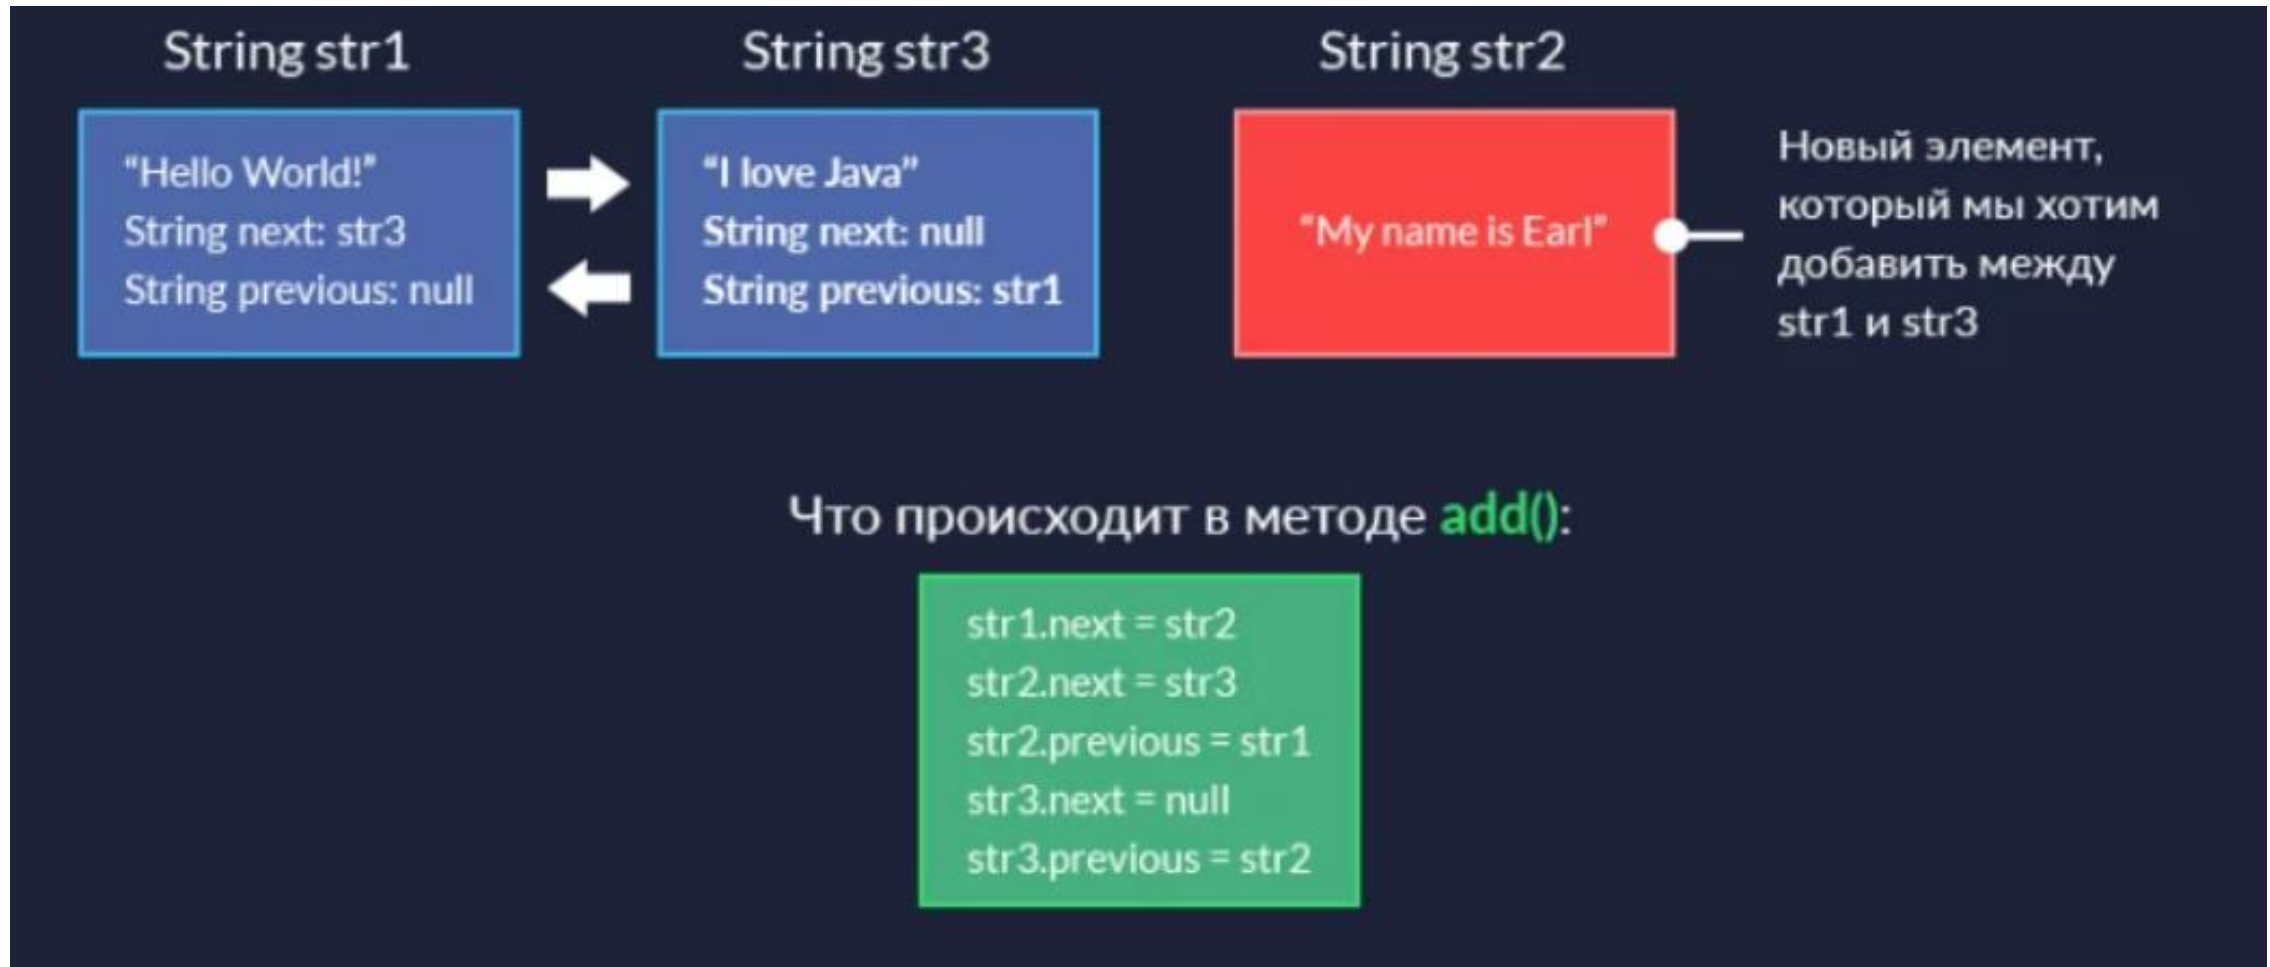 String str1
“Hello World!”
String next: str3
String previous: null
String str3
“I love Java”
String next: null
String previous: str1
String str2
“My name is Earl”
Новый элемент,
который мы хотим
добавить между
str1 и str3
Что происходит в методе add():
str1.next = str2
str2.next = str3
str2.previous = str1
str3.next = null
str3.previous = str2